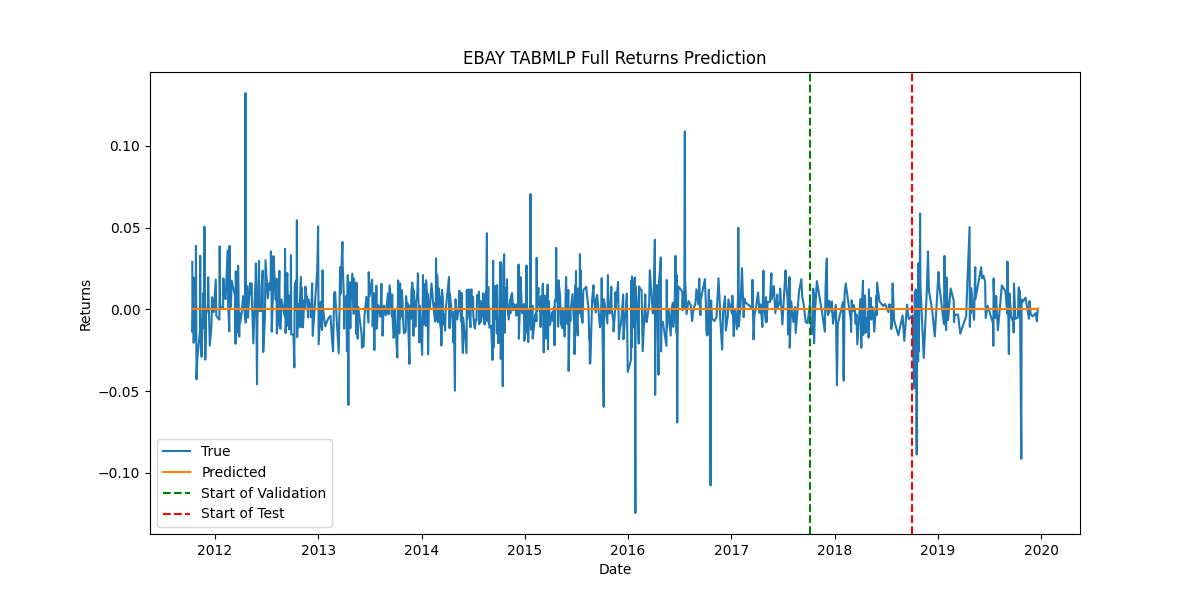 EBAY TABMLP Full Returns Prediction
Returns
0.10
0.05
0.00
−0.05
−0.10
True
Predicted
Start of Validation
Start of Test
2012 2013 2014 2015 2016 2017 2018 2019 2020
Date